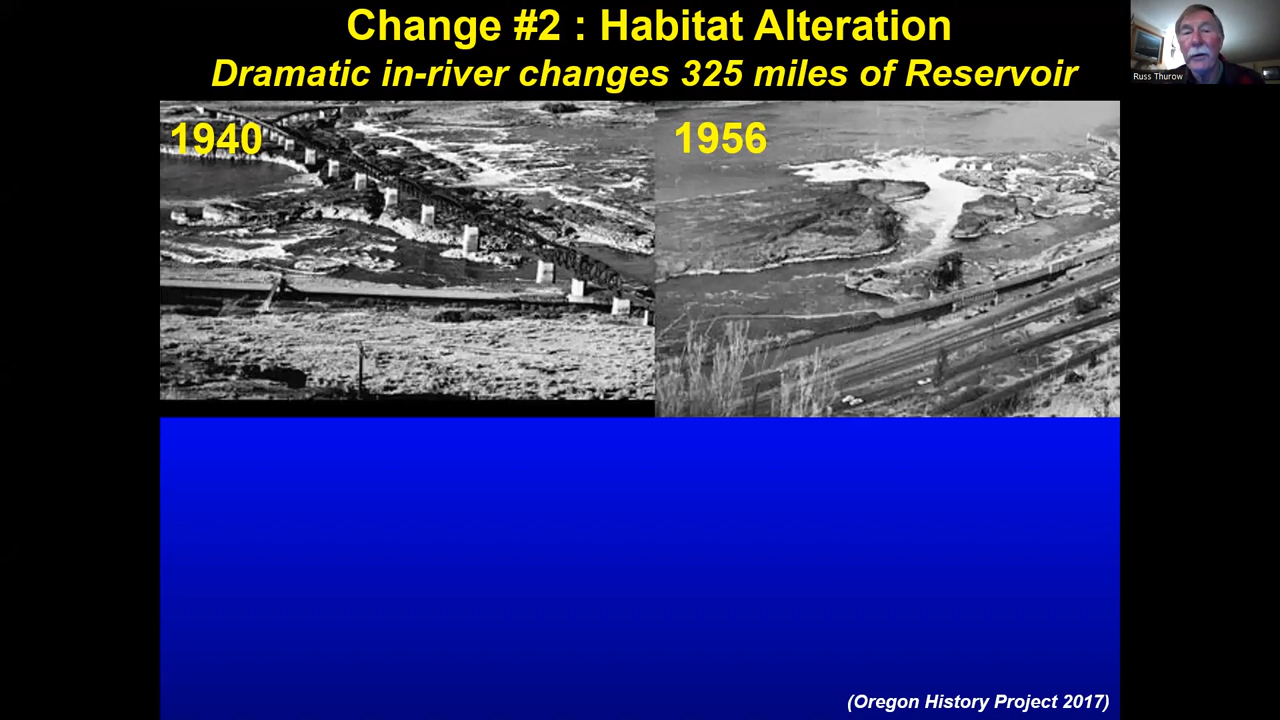 Change #2 : Habitat Alteration
Dramatic in-river changes 325 miles of Reservoir
Russ Thurow
1940
1956
(Oregon History Project 2017)